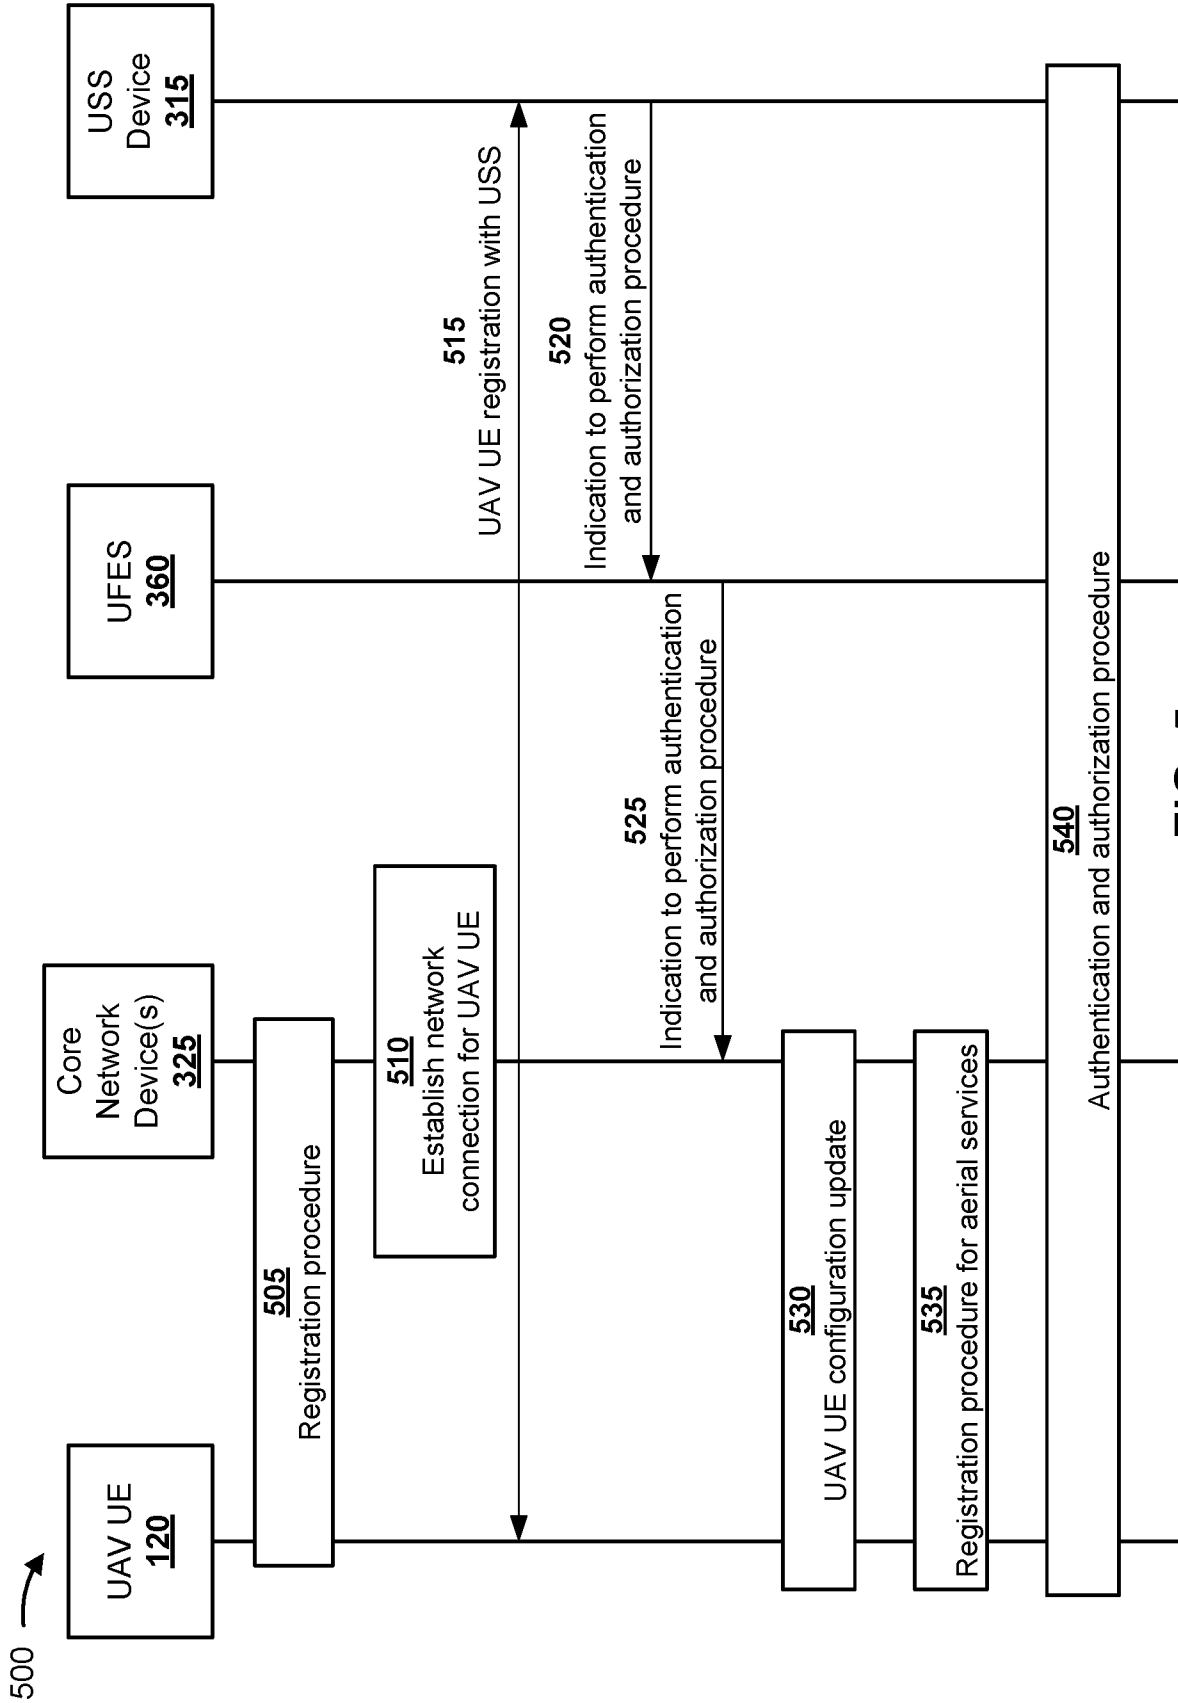 500
UAV UE
120
Core
Network
Device(s)
325
UFES
360
USS
Device
315
505
Registration procedure
510
Establish network
connection for UAV UE
515
UAV UE registration with USS
520
Indication to perform authentication
and authorization procedure
525
Indication to perform authentication
and authorization procedure
530
UAV UE configuration update
535
Registration procedure for aerial services
540
Authentication and authorization procedure